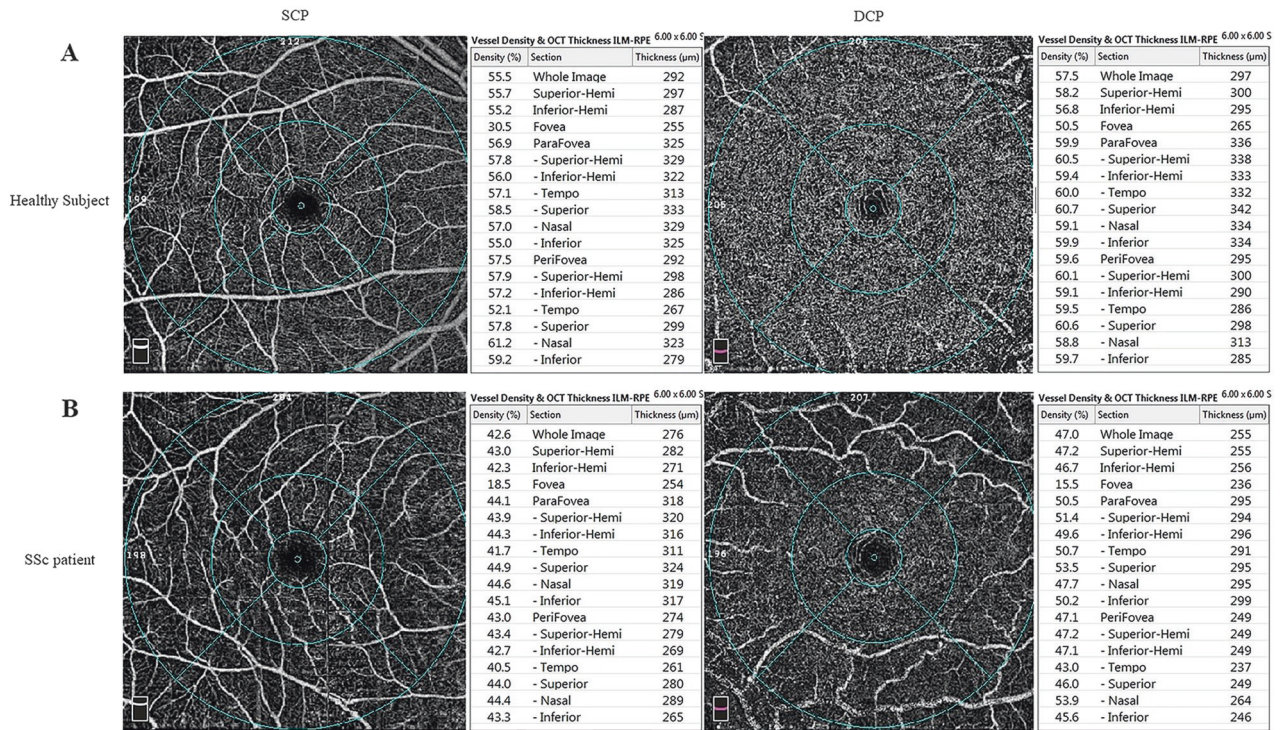 SCP
DCP
A
Healthy Subject
212
198
Vessel Density & OCT Thickness ILM-RPE 6.00 x 6.00 S
Density (%) Section Thickness (µm)
55.5 Whole Image 292
55.7 Superior-Hemi 297
55.2 Inferior-Hemi 287
30.5 Fovea 255
56.9 ParaFovea 325
57.8 - Superior-Hemi 329
56.0 - Inferior-Hemi 322
57.1 - Tempo 313
58.5 - Superior 333
57.0 - Nasal 329
55.0 - Inferior 325
57.5 PeriFovea 292
57.9 - Superior-Hemi 298
57.2 - Inferior-Hemi 286
52.1 - Tempo 267
57.8 - Superior 299
61.2 - Nasal 323
59.2 - Inferior 279
Vessel Density & OCT Thickness ILM-RPE 6.00 x 6.00 S
Density (%) Section Thickness (µm)
57.5 Whole Image 297
58.2 Superior-Hemi 300
56.8 Inferior-Hemi 295
50.5 Fovea 265
59.9 ParaFovea 336
60.5 - Superior-Hemi 338
59.4 - Inferior-Hemi 333
60.0 - Tempo 332
60.7 - Superior 342
59.1 - Nasal 334
59.9 - Inferior 334
59.6 PeriFovea 295
60.1 - Superior-Hemi 300
59.1 - Inferior-Hemi 290
59.5 - Tempo 286
60.6 - Superior 298
58.8 - Nasal 313
59.7 - Inferior 285
B
SSc patient
204
198
Vessel Density & OCT Thickness ILM-RPE 6.00 x 6.00 S
Density (%) Section Thickness (µm)
42.6 Whole Image 276
43.0 Superior-Hemi 282
42.3 Inferior-Hemi 271
18.5 Fovea 254
44.1 ParaFovea 318
43.9 - Superior-Hemi 320
44.3 - Inferior-Hemi 316
41.7 - Tempo 311
44.9 - Superior 324
44.6 - Nasal 319
45.1 - Inferior 317
43.0 PeriFovea 274
43.4 - Superior-Hemi 279
42.7 - Inferior-Hemi 269
40.5 - Tempo 261
44.0 - Superior 280
44.4 - Nasal 289
43.3 - Inferior 265
207
196
Vessel Density & OCT Thickness ILM-RPE 6.00 x 6.00 S
Density (%) Section Thickness (µm)
47.0 Whole Image 255
47.2 Superior-Hemi 255
46.7 Inferior-Hemi 256
15.5 Fovea 236
50.5 ParaFovea 295
51.4 - Superior-Hemi 294
49.6 - Inferior-Hemi 296
50.7 - Tempo 291
53.5 - Superior 295
47.7 - Nasal 295
50.2 - Inferior 299
47.1 PeriFovea 249
47.2 - Superior-Hemi 249
47.1 - Inferior-Hemi 249
43.0 - Tempo 237
46.0 - Superior 249
53.9 - Nasal 264
45.6 - Inferior 246